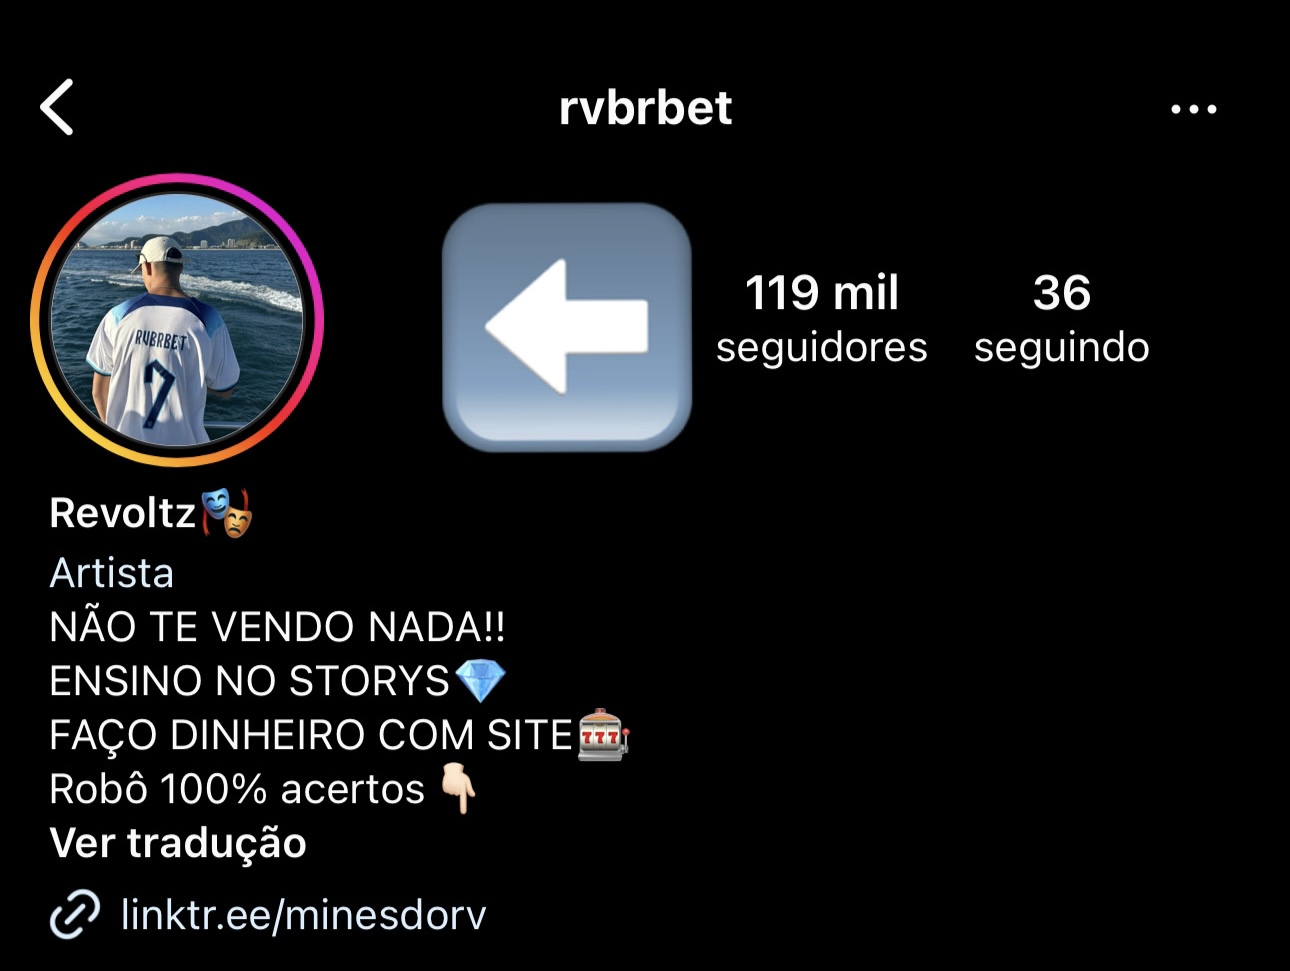 rvbrbet
RVBRBET
7
119 mil
seguidores
36
seguindo
Revoltz🎭
Artista
NÃO TE VENDO NADA!!
ENSINO NO STORYS💎
FAÇO DINHEIRO COM SITE🎰
Robô 100% acertos 👇🏻
Ver tradução
linktr.ee/minesdorv